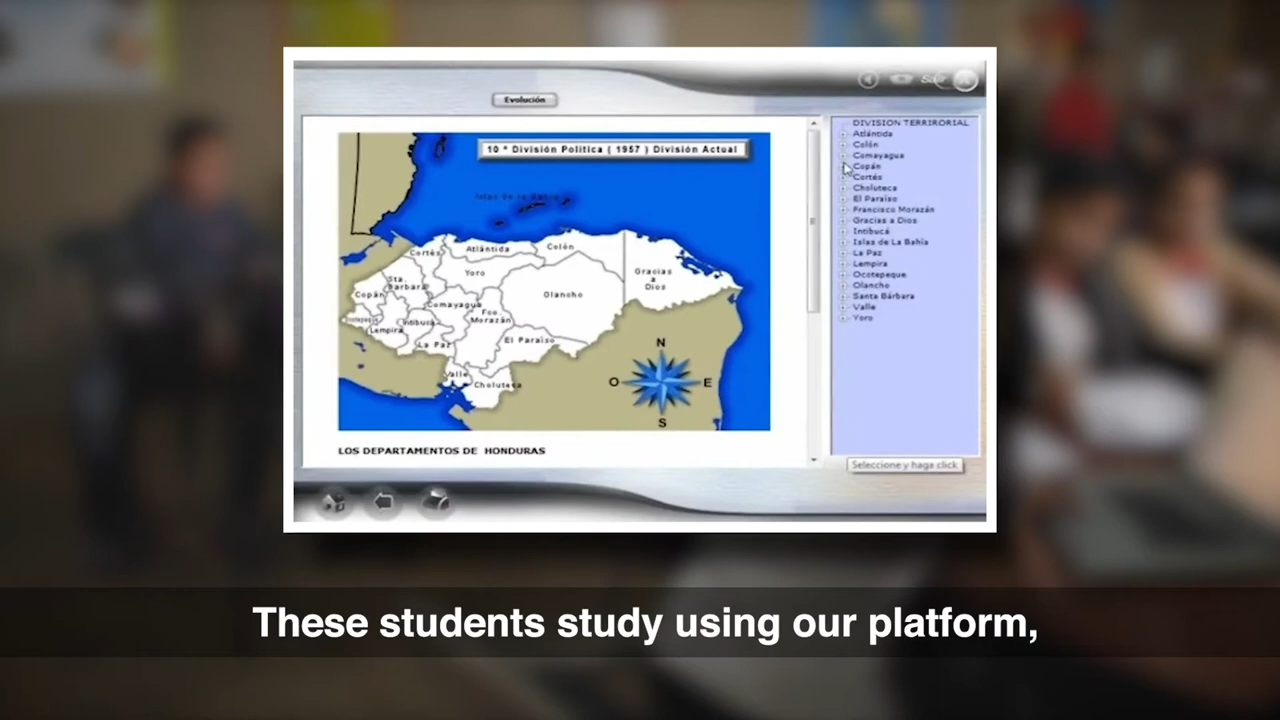 Salir
Evolución
10 ª División Política ( 1957 ) División Actual
Islas de la Bahía
Cortés
Atlántida
Colón
Yoro
Gracias
a
Dios
Sta.
Barbara
Copán
Olancho
Comayagua
Fco.
Morazán
Ocotepeque
Intibucá
Lempira
La Paz
El Paraíso
Valle
Choluteca
N
O
E
S
LOS DEPARTAMENTOS DE HONDURAS
DIVISION TERRIRORIAL
Atlántida
Colón
Comayagua
Copán
Cortés
Choluteca
El Paraíso
Francisco Morazán
Gracias a Dios
Intibucá
Islas de La Bahía
La Paz
Lempira
Ocotepeque
Olancho
Santa Bárbara
Valle
Yoro
Seleccione y haga click
These students study using our platform,